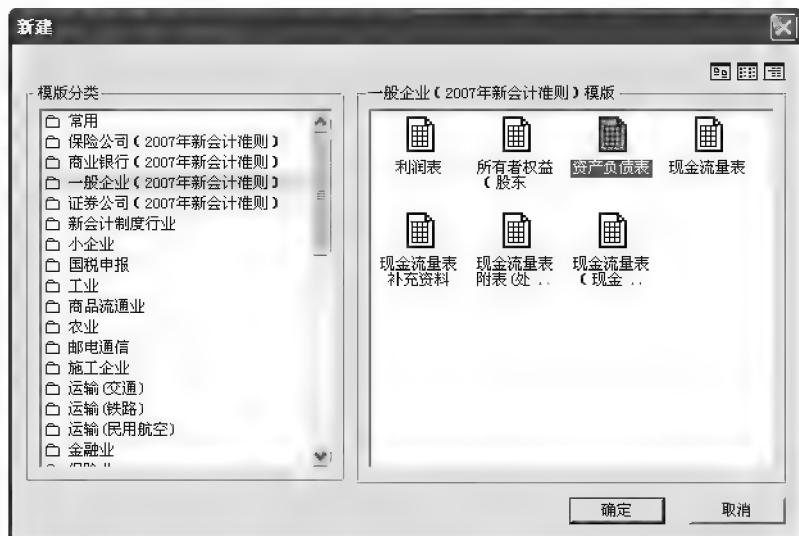 新建
模版分类
常用
保险公司（2007年新会计准则）
商业银行（2007年新会计准则）
一般企业（2007年新会计准则）
证券公司（2007年新会计准则）
新会计制度行业
小企业
国税申报
工业
商品流通业
农业
邮电通信
施工企业
运输(交通)
运输(铁路)
运输(民用航空)
金融业
一般企业（2007年新会计准则）模版
利润表
所有者权益
（股东
资产负债表
现金流量表
现金流量表
补充资料
现金流量表
附表(处 ..
现金流量表
（现金 ..
确定
取消